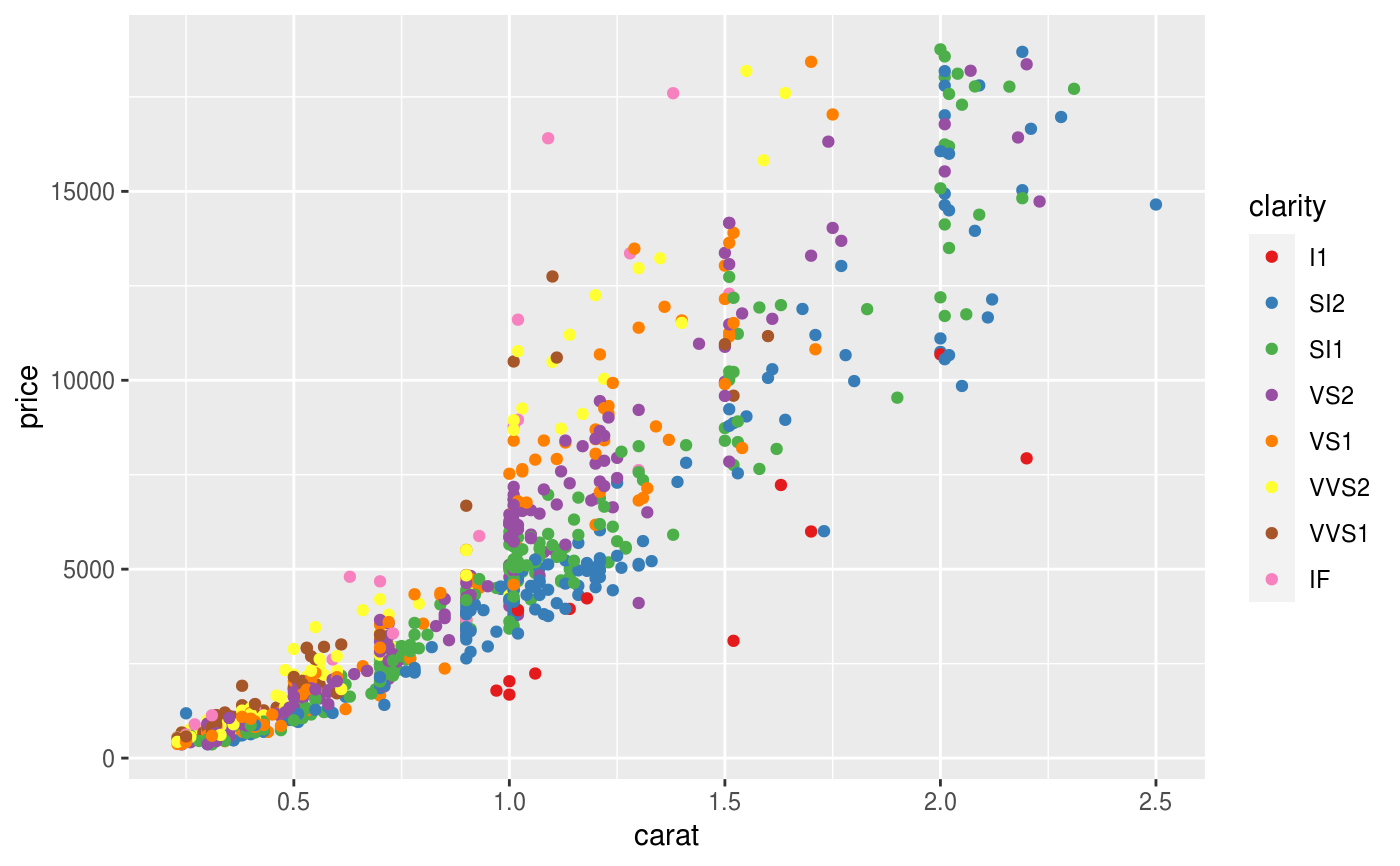 price
15000
10000
5000
0
0.5 1.0 1.5 2.0 2.5
carat
clarity
I1
SI2
SI1
VS2
VS1
VVS2
VVS1
IF